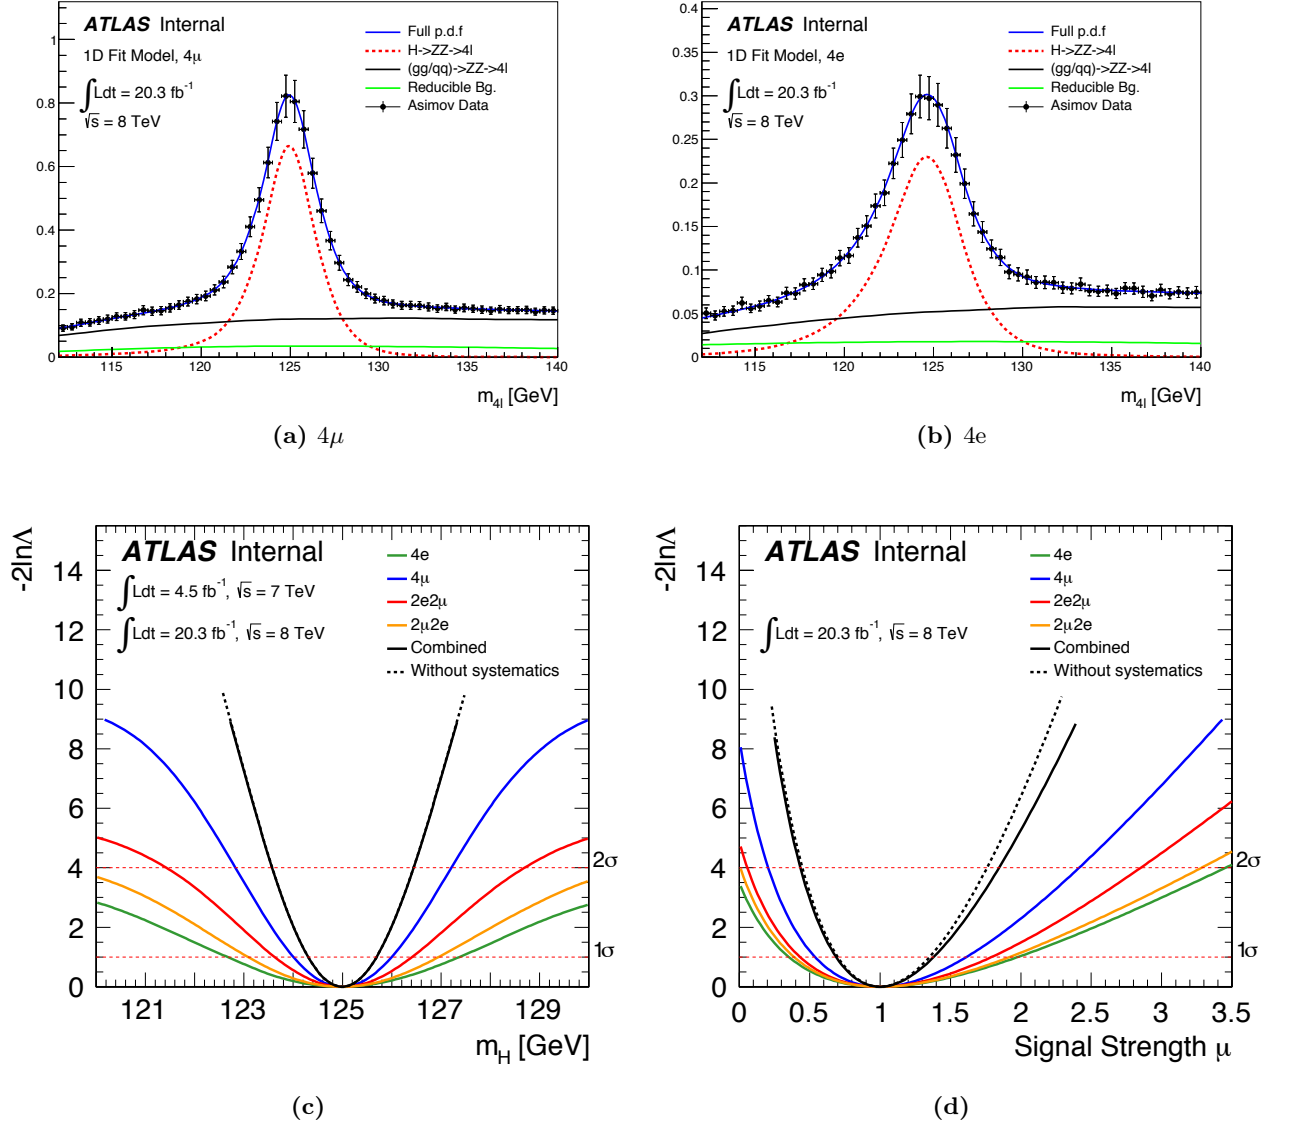 ATLAS Internal
1D Fit Model, 4μ
∫Ldt = 20.3 fb⁻¹
√s = 8 TeV
Full p.d.f
H->ZZ->4l
(gg/qq)->ZZ->4l
Reducible Bg.
Asimov Data
1
0.8
0.6
0.4
0.2
0
115 120 125 130 135 140
m4l [GeV]
(a) 4μ
ATLAS Internal
1D Fit Model, 4e
∫Ldt = 20.3 fb⁻¹
√s = 8 TeV
Full p.d.f
H->ZZ->4l
(gg/qq)->ZZ->4l
Reducible Bg.
Asimov Data
0.4
0.35
0.3
0.25
0.2
0.15
0.1
0.05
0
115 120 125 130 135 140
m4l [GeV]
(b) 4e
-2lnΛ
ATLAS Internal
∫Ldt = 4.5 fb⁻¹, √s = 7 TeV
∫Ldt = 20.3 fb⁻¹, √s = 8 TeV
4e
4μ
2e2μ
2μ2e
Combined
Without systematics
14
12
10
8
6
4
2
0
2σ
1σ
121 123 125 127 129
mH [GeV]
(c)
-2lnΛ
ATLAS Internal
∫Ldt = 20.3 fb⁻¹, √s = 8 TeV
4e
4μ
2e2μ
2μ2e
Combined
Without systematics
14
12
10
8
6
4
2
0
2σ
1σ
0 0.5 1 1.5 2 2.5 3 3.5
Signal Strength μ
(d)